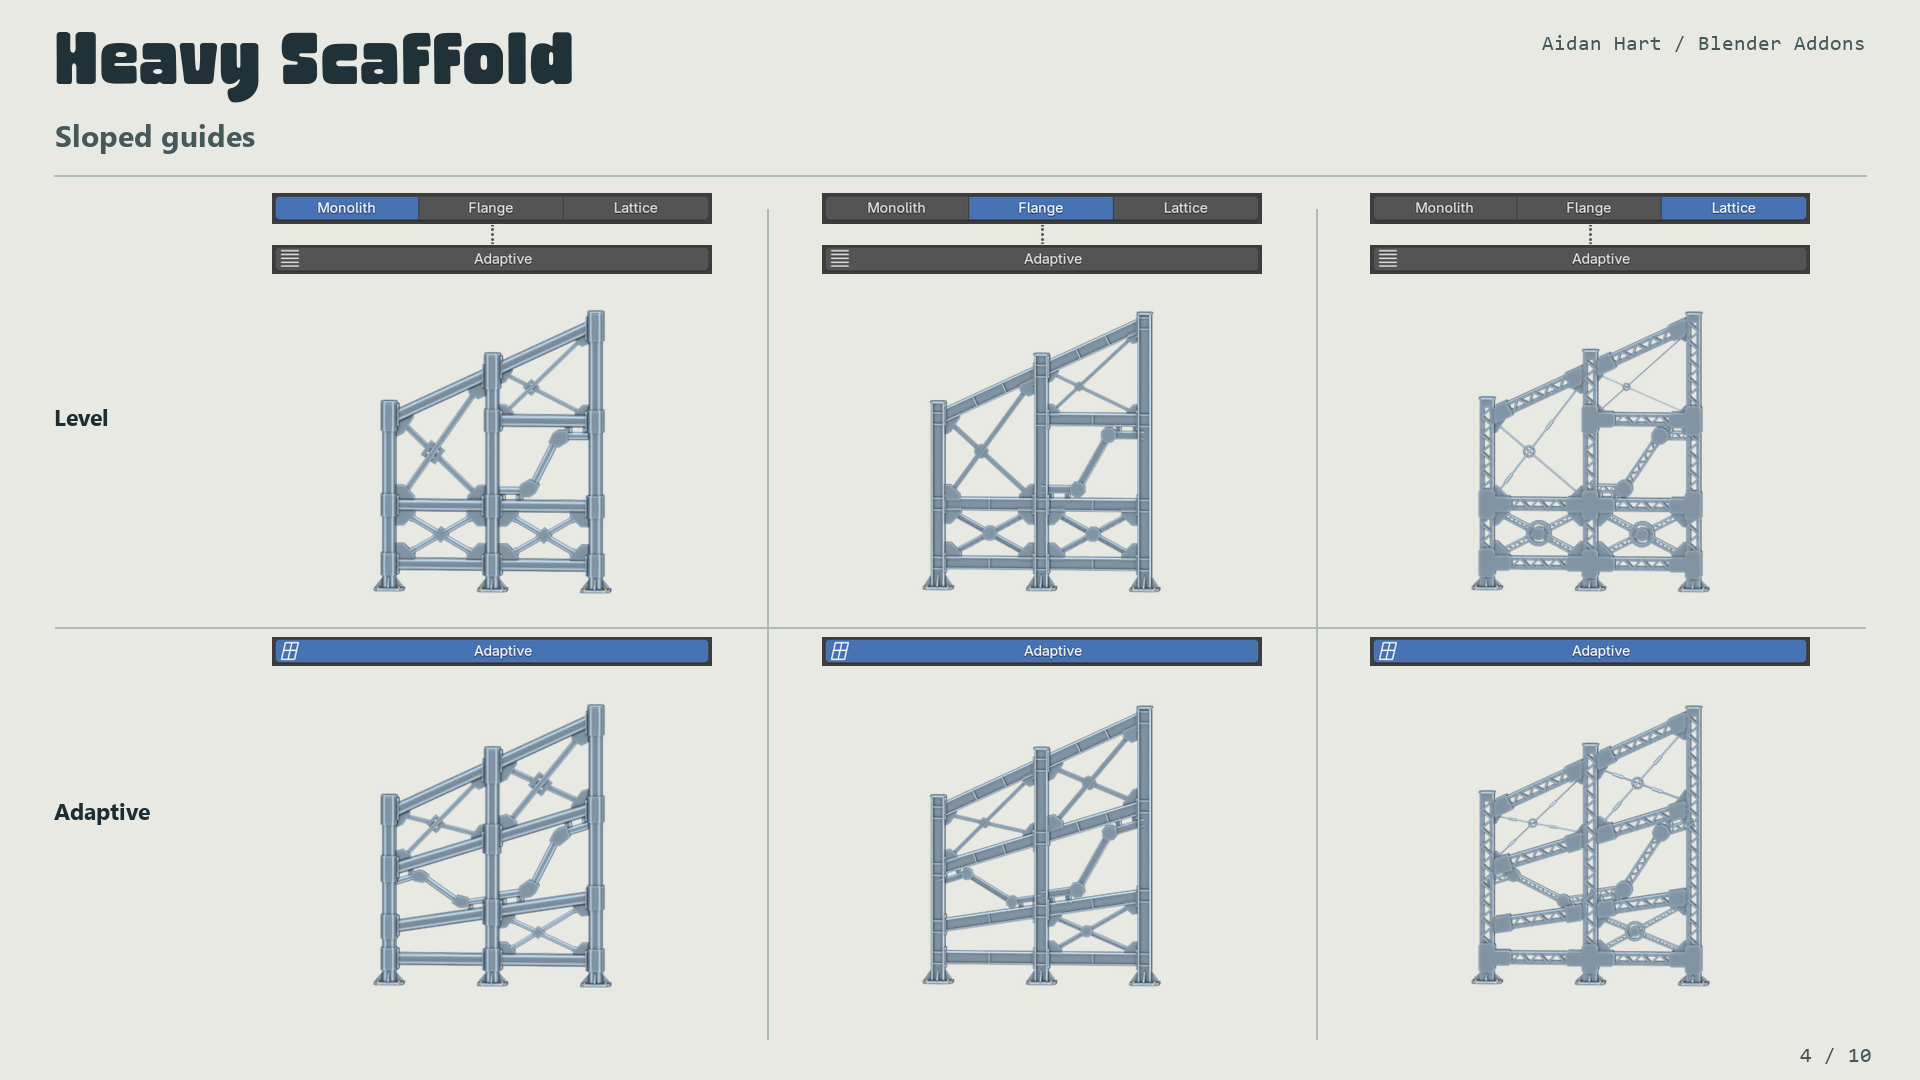 Heavy Scaffold
Aidan Hart / Blender Addons
Sloped guides
Monolith Flange Lattice
Monolith Flange Lattice
Monolith Flange Lattice
Adaptive
Adaptive
Adaptive
Level
Adaptive
Adaptive
Adaptive
Adaptive
4 / 10